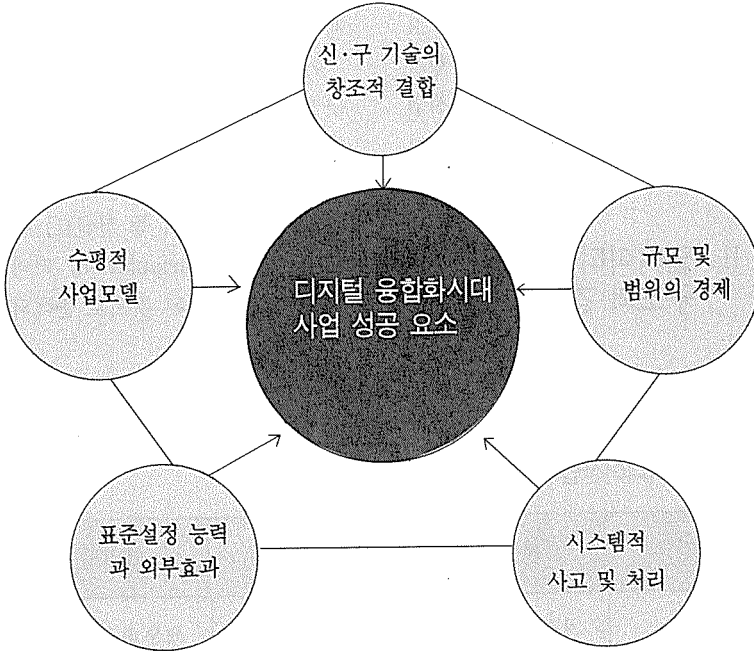 신·구 기술의
창조적 결합
수평적
사업모델
규모 및
범위의 경제
디지털 융합화시대
사업 성공 요소
표준설정 능력
과 외부효과
시스템적
사고 및 처리